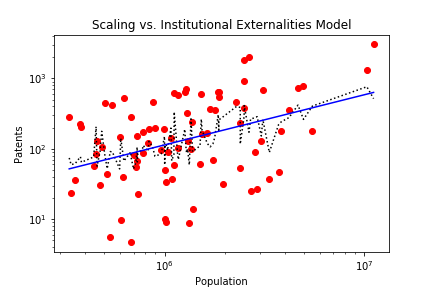 Scaling vs. Institutional Externalities Model
Patents
10³
10²
10¹
10⁶
10⁷
Population